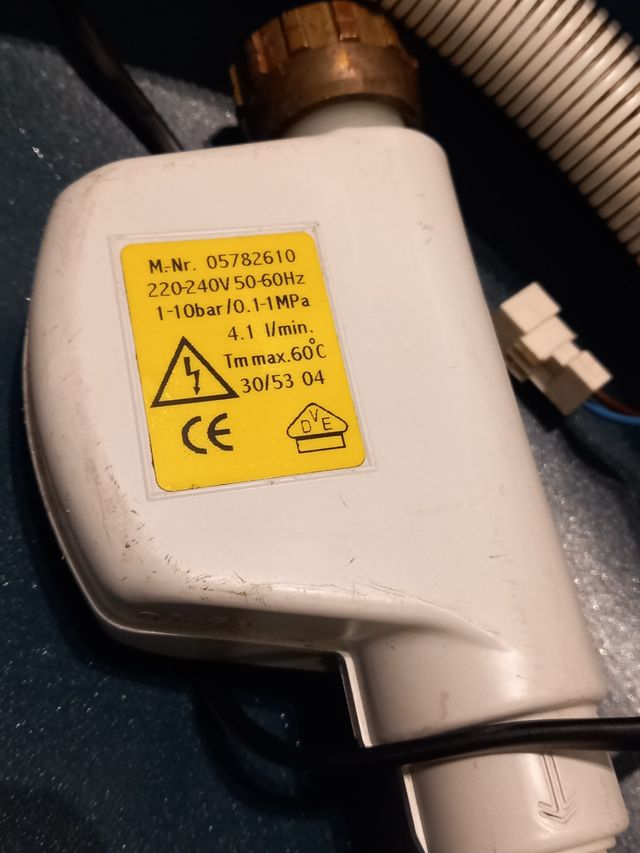 M.-Nr. 05782610
220-240V 50-60Hz
1-10bar/0.1-1MPa
4.1 l/min.
Tm max.60°C
30/53 04
CE
DVE